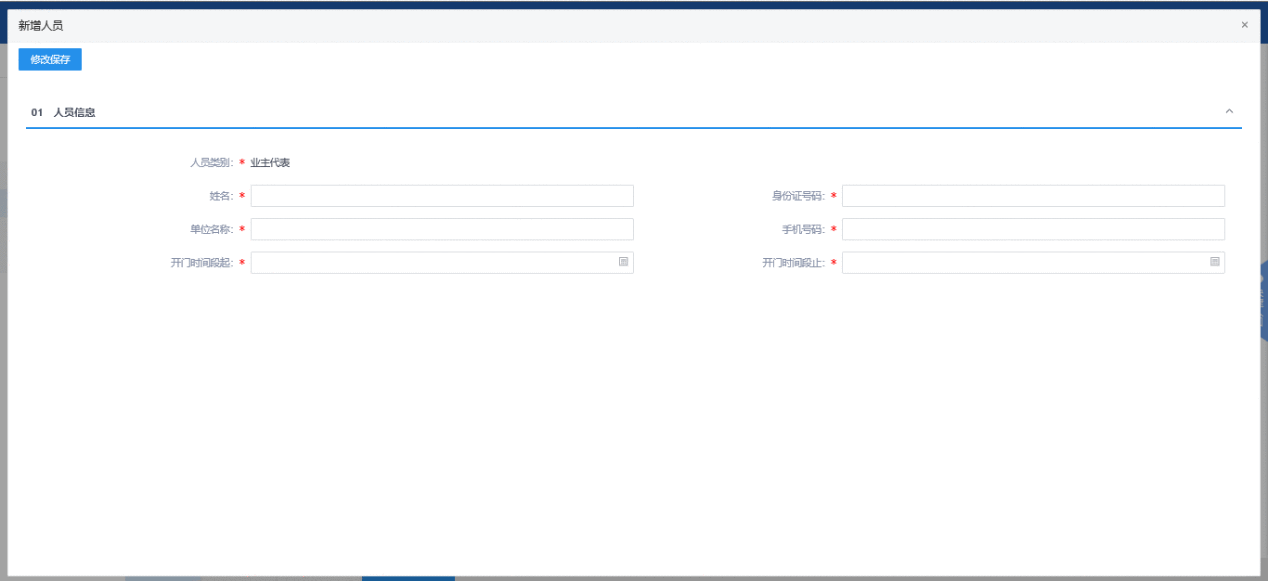 新增人员 ×
修改保存
01 人员信息
人员类别: * 业主代表
姓名: * 身份证号码: *
单位名称: * 手机号码: *
开门时间段起: * 开门时间段止: *